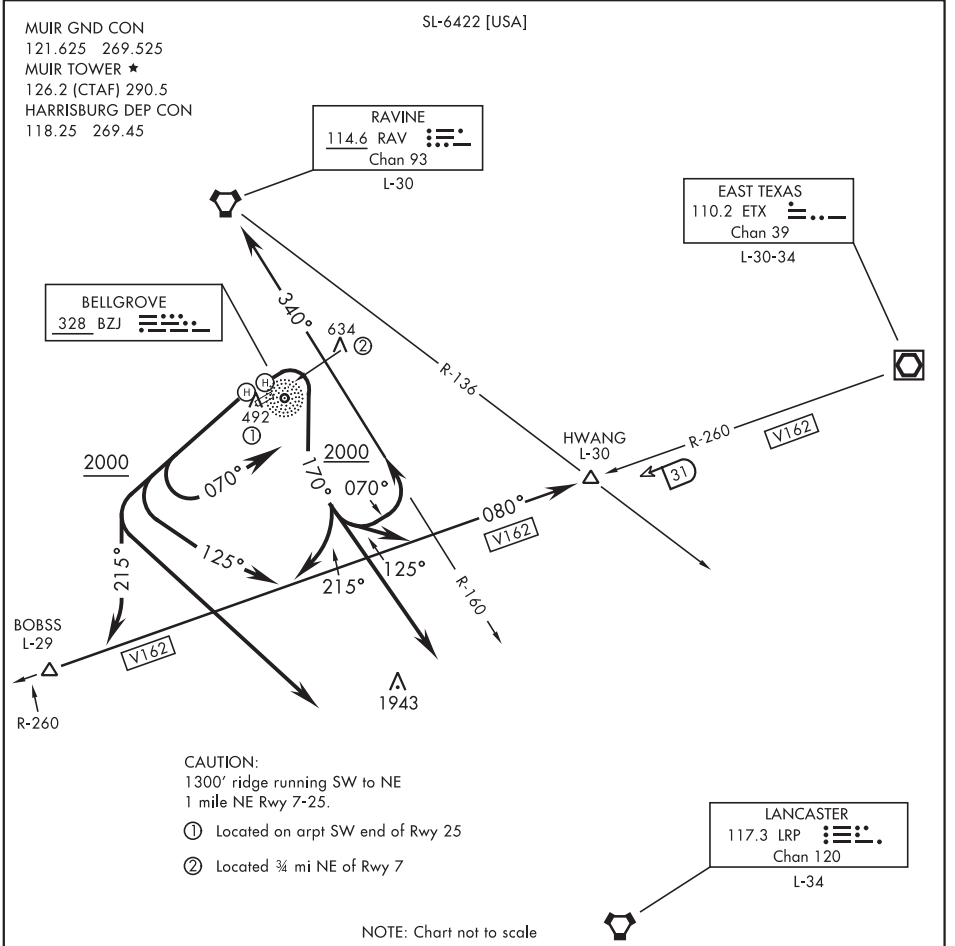 SL-6422 [USA]
MUIR GND CON
121.625 269.525
MUIR TOWER ★
126.2 (CTAF) 290.5
HARRISBURG DEP CON
118.25 269.45
RAVINE
114.6 RAV
Chan 93
L-30
EAST TEXAS
110.2 ETX
Chan 39
L-30-34
BELLGROVE
328 BZJ
340°
634
②
R-136
H
H
492
①
HWANG
L-30
R-260
V162
31
2000
070°
170°
2000
070°
080°
V162
125°
215°
125°
215°
R-160
BOBSS
L-29
V162
R-260
1943
CAUTION:
1300' ridge running SW to NE
1 mile NE Rwy 7-25.
① Located on arpt SW end of Rwy 25
② Located ¾ mi NE of Rwy 7
LANCASTER
117.3 LRP
Chan 120
L-34
NOTE: Chart not to scale